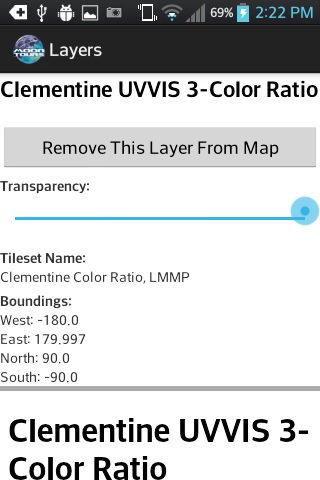 69% 2:22 PM
MOON TOURS
Layers
Clementine UVVIS 3-Color Ratio
Remove This Layer From Map
Transparency:
Tileset Name:
Clementine Color Ratio, LMMP
Boundings:
West: -180.0
East: 179.997
North: 90.0
South: -90.0
Clementine UVVIS 3-
Color Ratio